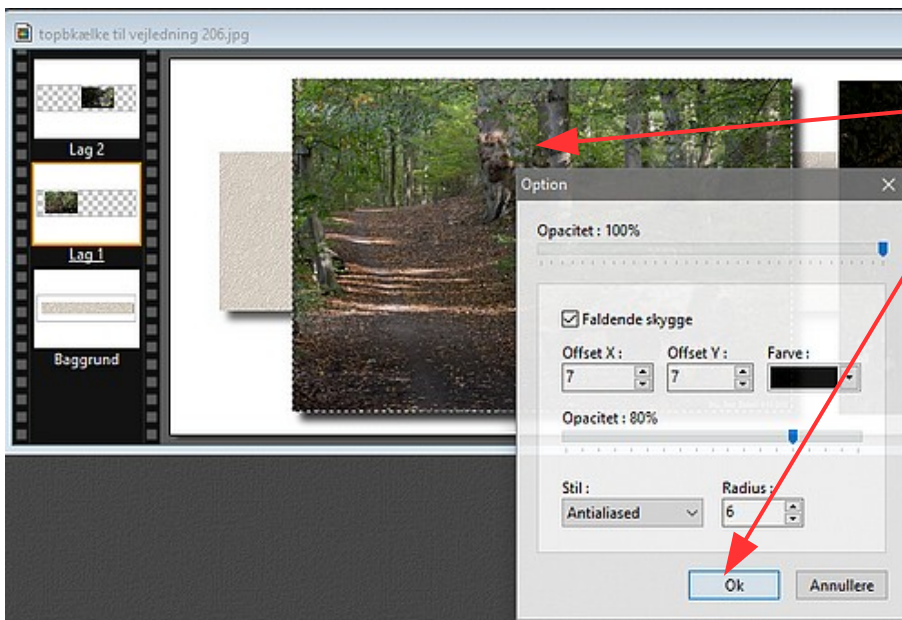 topbkælke til vejledning 206.jpg
Lag 2
Lag 1
Baggrund
Option
Opacitet : 100%
Faldende skygge
Offset X : Offset Y : Farve :
7 7
Opacitet : 80%
Stil : Radius :
Antialiased 6
Ok Annullere